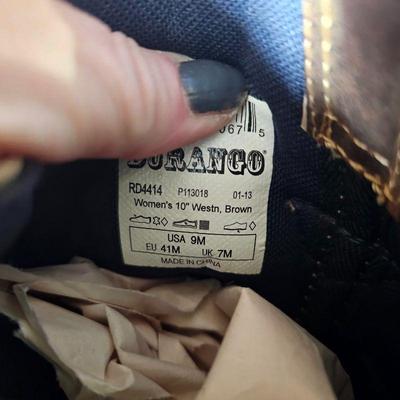 067 5
DURANGO®
RD4414 P113018 01-13
Women's 10" Westn, Brown
USA 9M
EU 41M UK 7M
MADE IN CHINA